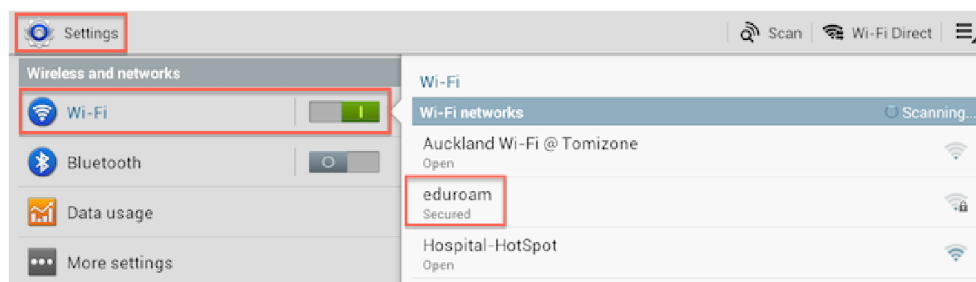 Settings
Scan
Wi-Fi Direct
Wireless and networks
Wi-Fi
Bluetooth
Data usage
More settings
Wi-Fi
Wi-Fi networks
Scanning...
Auckland Wi-Fi @ Tomizone
Open
eduroam
Secured
Hospital-HotSpot
Open